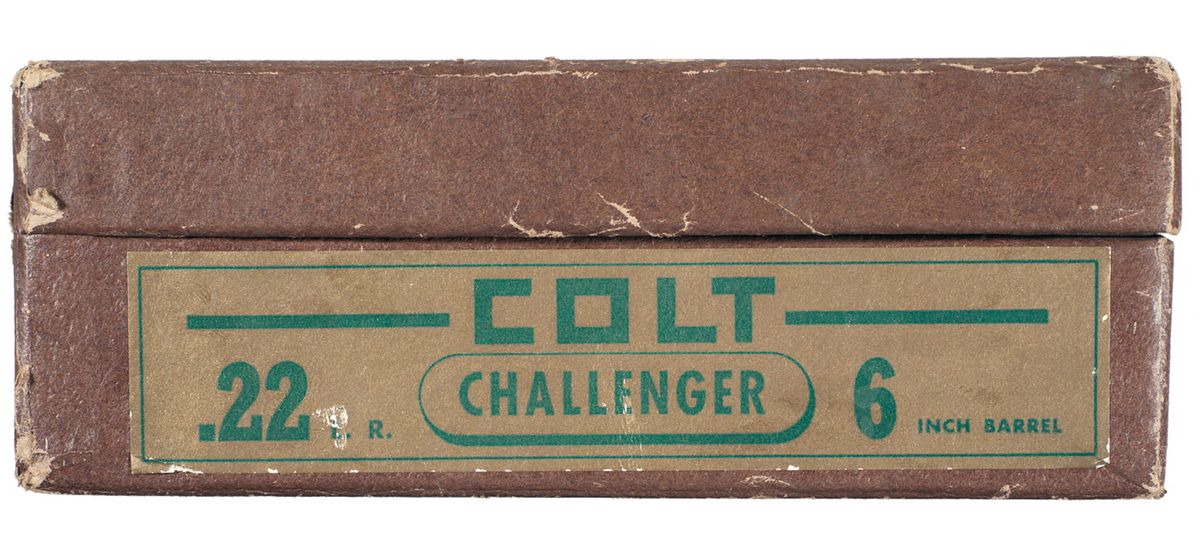 COLT
.22 L. R. CHALLENGER 6 INCH BARREL